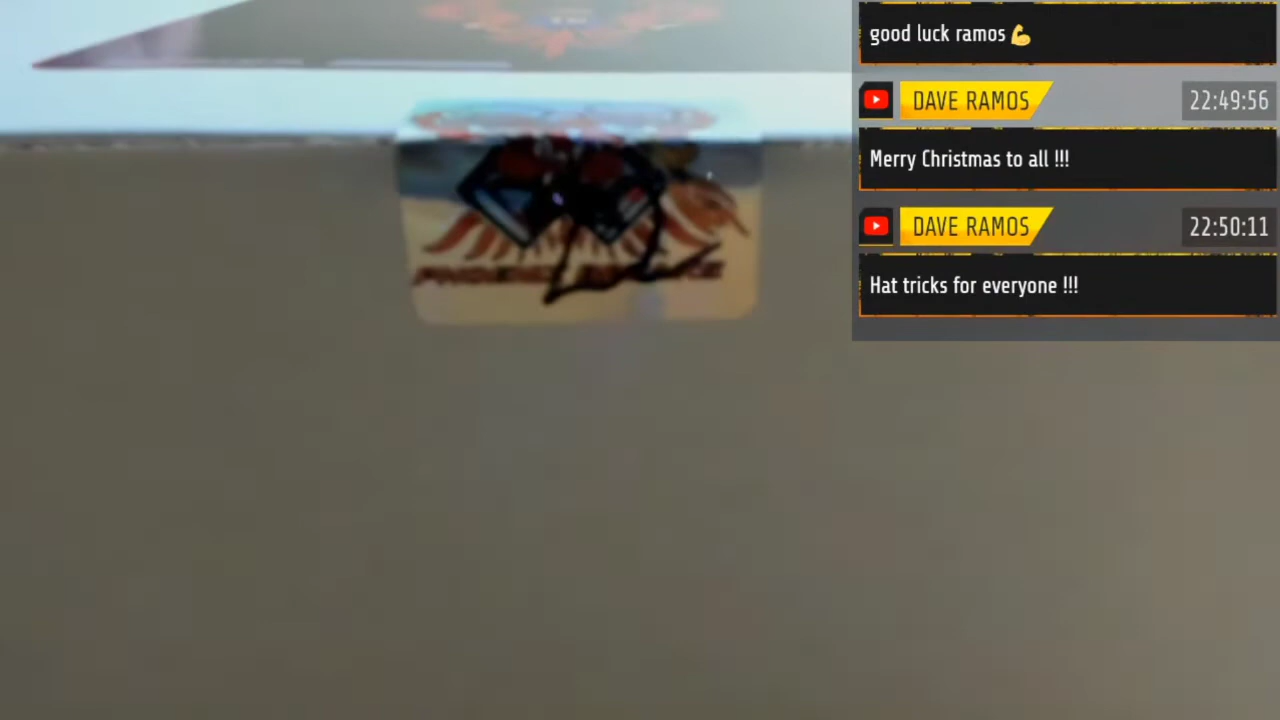 good luck ramos 💪
DAVE RAMOS
22:49:56
Merry Christmas to all !!!
DAVE RAMOS
22:50:11
Hat tricks for everyone !!!